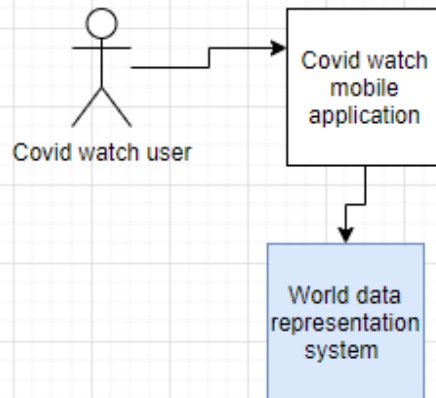 Covid watch
mobile
application
Covid watch user
World data
representation
system